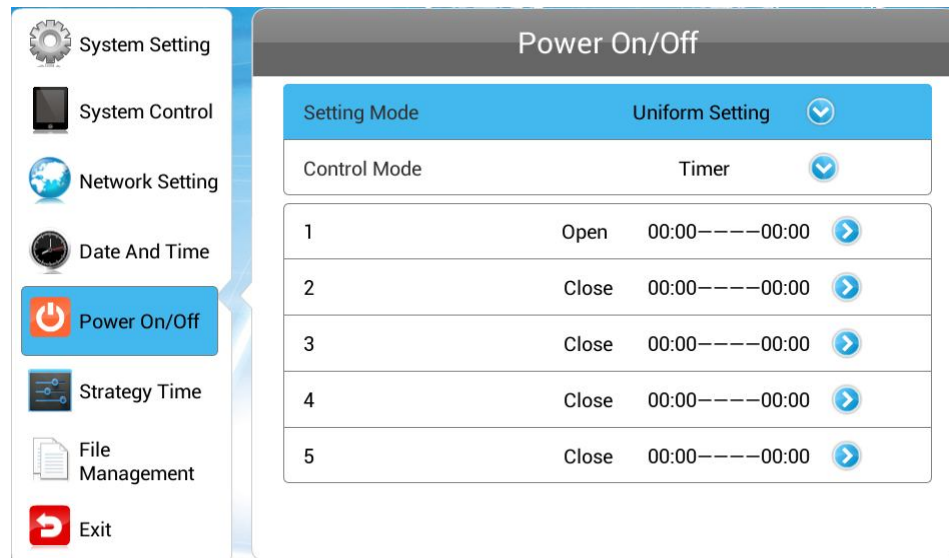 System Setting
System Control
Network Setting
Date And Time
Power On/Off
Strategy Time
File
Management
Exit
Power On/Off
Setting Mode Uniform Setting
Control Mode Timer
1 Open 00:00————00:00
2 Close 00:00————00:00
3 Close 00:00————00:00
4 Close 00:00————00:00
5 Close 00:00————00:00